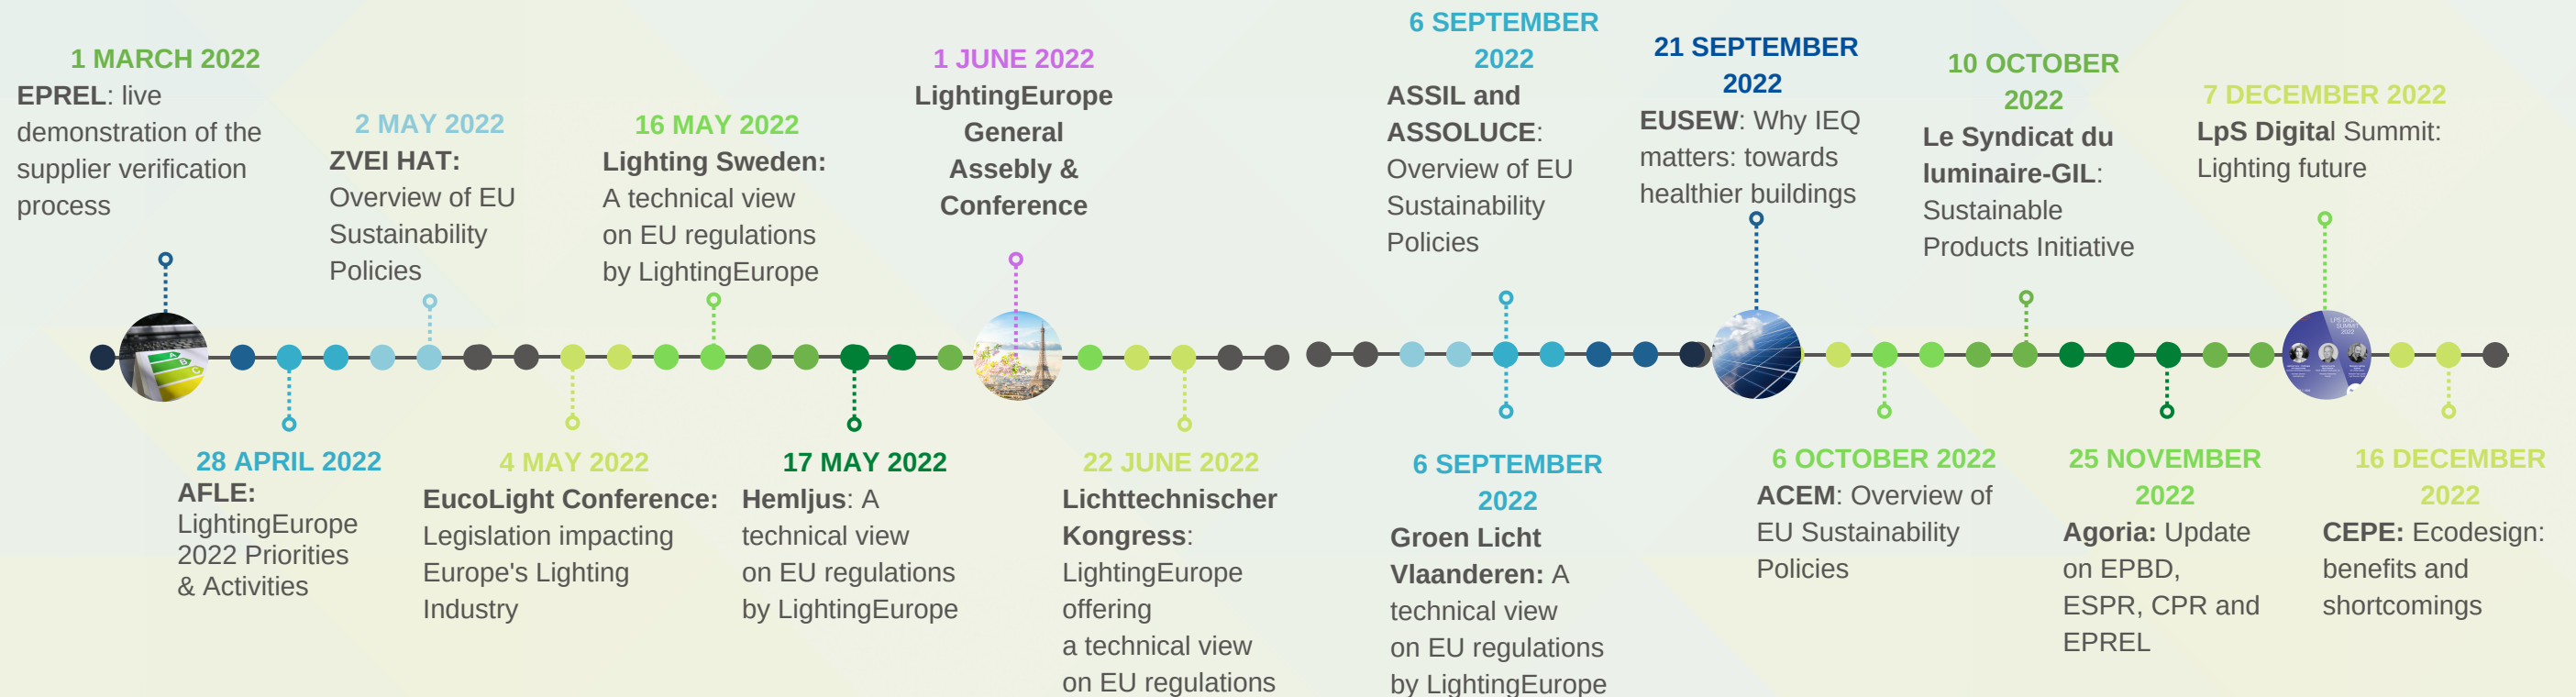 1 MARCH 2022
EPREL: live
demonstration of the
supplier verification
process
28 APRIL 2022
AFLE:
LightingEurope
2022 Priorities
& Activities
2 MAY 2022
ZVEI HAT:
Overview of EU
Sustainability
Policies
4 MAY 2022
EucoLight Conference:
Legislation impacting
Europe's Lighting
Industry
16 MAY 2022
Lighting Sweden:
A technical view
on EU regulations
by LightingEurope
17 MAY 2022
Hemljus: A
technical view
on EU regulations
by LightingEurope
1 JUNE 2022
LightingEurope
General
Assebly &
Conference
22 JUNE 2022
Lichttechnischer
Kongress:
LightingEurope
offering
a technical view
on EU regulations
6 SEPTEMBER
2022
ASSIL and
ASSOLUCE:
Overview of EU
Sustainability
Policies
6 SEPTEMBER
2022
Groen Licht
Vlaanderen: A
technical view
on EU regulations
by LightingEurope
21 SEPTEMBER
2022
EUSEW: Why IEQ
matters: towards
healthier buildings
6 OCTOBER 2022
ACEM: Overview of
EU Sustainability
Policies
10 OCTOBER
2022
Le Syndicat du
luminaire-GIL:
Sustainable
Products Initiative
25 NOVEMBER
2022
Agoria: Update
on EPBD,
ESPR, CPR and
EPREL
7 DECEMBER 2022
LpS Digital Summit:
Lighting future
16 DECEMBER
2022
CEPE: Ecodesign:
benefits and
shortcomings
A
B
C